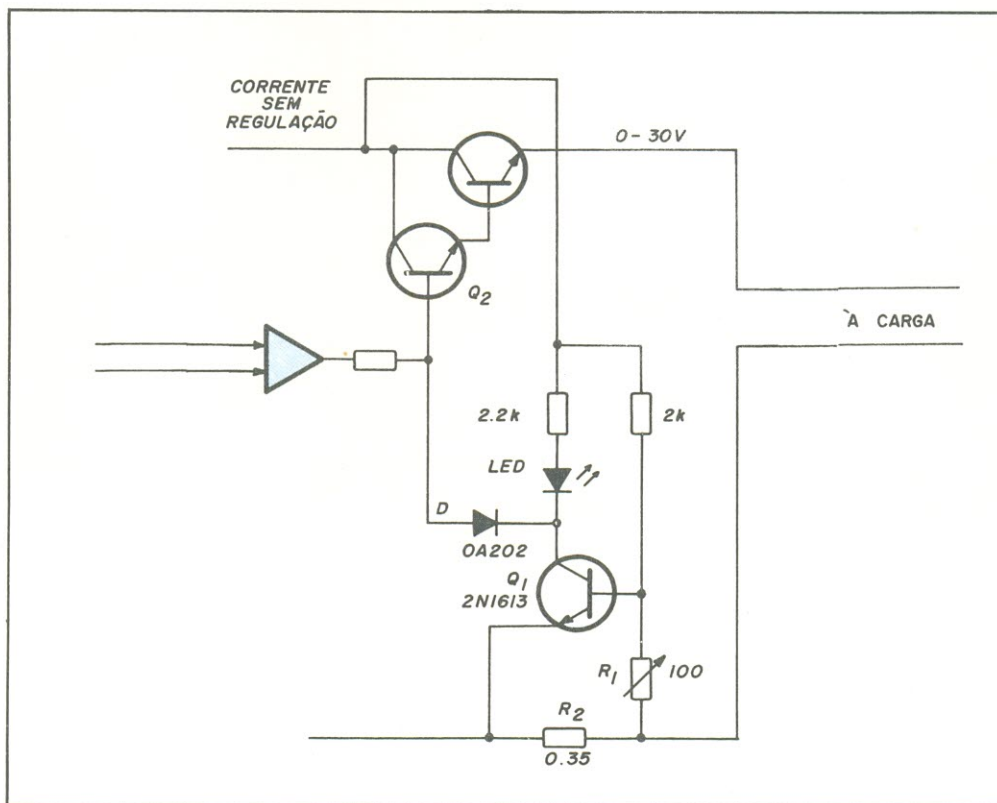 CORRENTE
SEM
REGULAÇÃO
0-30V
Q2
À CARGA
2.2k
2k
LED
D
OA202
Q1
2N1613
R1
100
R2
0.35